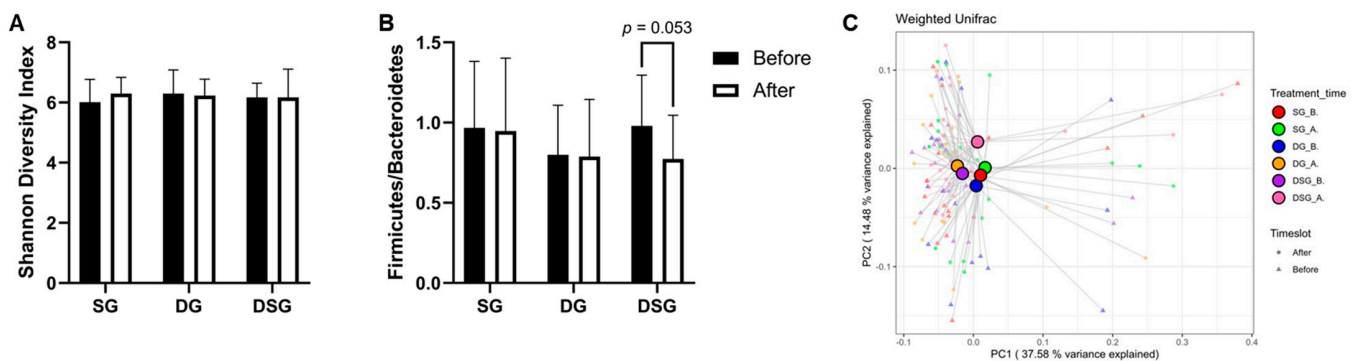 A
Shannon Diversity Index
8
6
4
2
0
SG
DG
DSG
B
Firmicutes/Bacteroidetes
1.5
1.0
0.5
0.0
p = 0.053
SG
DG
DSG
Before
After
C
Weighted Unifrac
PC2 ( 14.48 % variance explained)
0.1
0.0
-0.1
-0.1
0.0
0.1
0.2
0.3
0.4
PC1 ( 37.58 % variance explained)
Treatment_time
SG_B.
SG_A.
DG_B.
DG_A.
DSG_B.
DSG_A.
Timeslot
After
Before